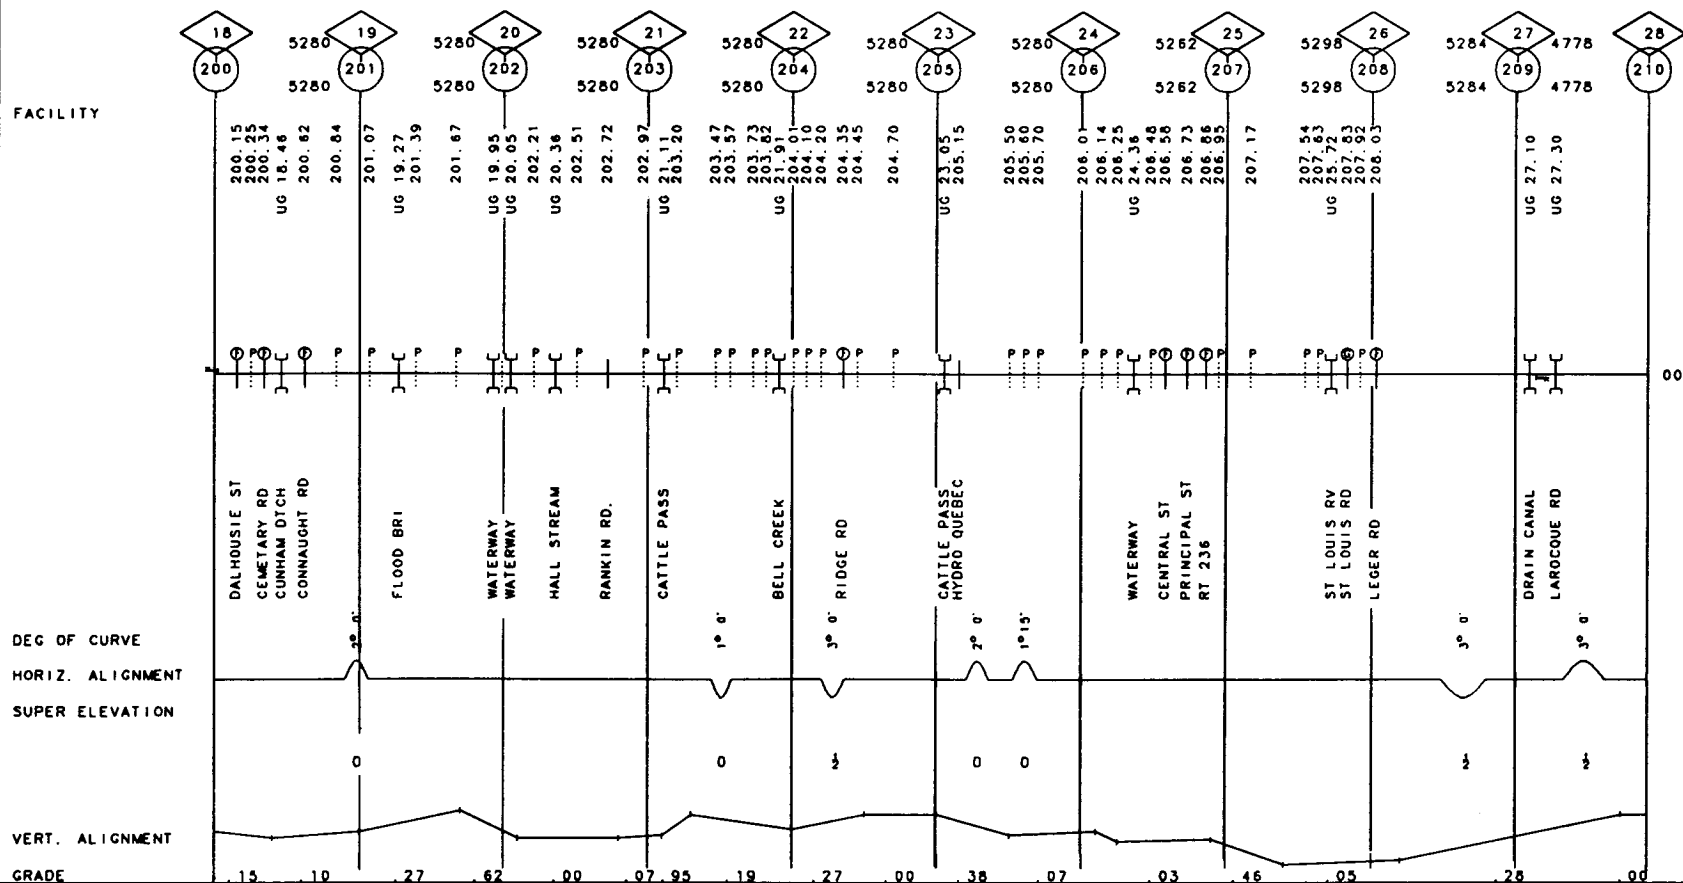 18 19 20 21 22 23 24 25 26 27 28
5280 5280 5280 5280 5280 5280 5262 5298 5284 4778
200 201 202 203 204 205 206 207 208 209 210
5280 5280 5280 5280 5280 5280 5262 5298 5284 4778
FACILITY
200.15
200.25
200.34
UG 18.46
200.62
200.84
201.07
UG 19.27
201.39
201.67
UG 19.95
UG 20.05
202.21
UG 20.36
202.51
202.72
202.97
UG 21.11
203.20
203.47
203.57
203.73
203.82
UG 21.91
204.01
204.10
204.20
204.35
204.45
204.70
UG 23.05
205.15
205.50
205.60
205.70
206.01
206.14
206.25
UG 24.36
206.48
206.58
206.73
206.86
206.95
207.17
207.54
207.63
UG 25.72
207.83
207.92
208.03
UG 27.10
UG 27.30
P P P P P P P P P P P P P P P P P P P P P P P P P P P P P P P P P P P P P P P G P P
00
DALHOUSIE ST
CEMETARY RD
CUNHAM DTCH
CONNAUGHT RD
FLOOD BRI
WATERWAY
WATERWAY
HALL STREAM
RANKIN RD.
CATTLE PASS
BELL CREEK
RIDGE RD
CATTLE PASS
HYDRO QUEBEC
WATERWAY
CENTRAL ST
PRINCIPAL ST
RT 236
ST LOUIS RV
ST LOUIS RD
LEGER RD
DRAIN CANAL
LAROCQUE RD
DEG OF CURVE
2° 0' 1° 0' 3° 0' 2° 0' 1°15' 3° 0' 3° 0'
HORIZ. ALIGNMENT
SUPER ELEVATION
0 0 ½ 0 0 ½ ½
VERT. ALIGNMENT
GRADE .15 .10 .27 .62 .00 .07 .95 .19 .27 .00 .38 .07 .03 .46 .05 .28 .00